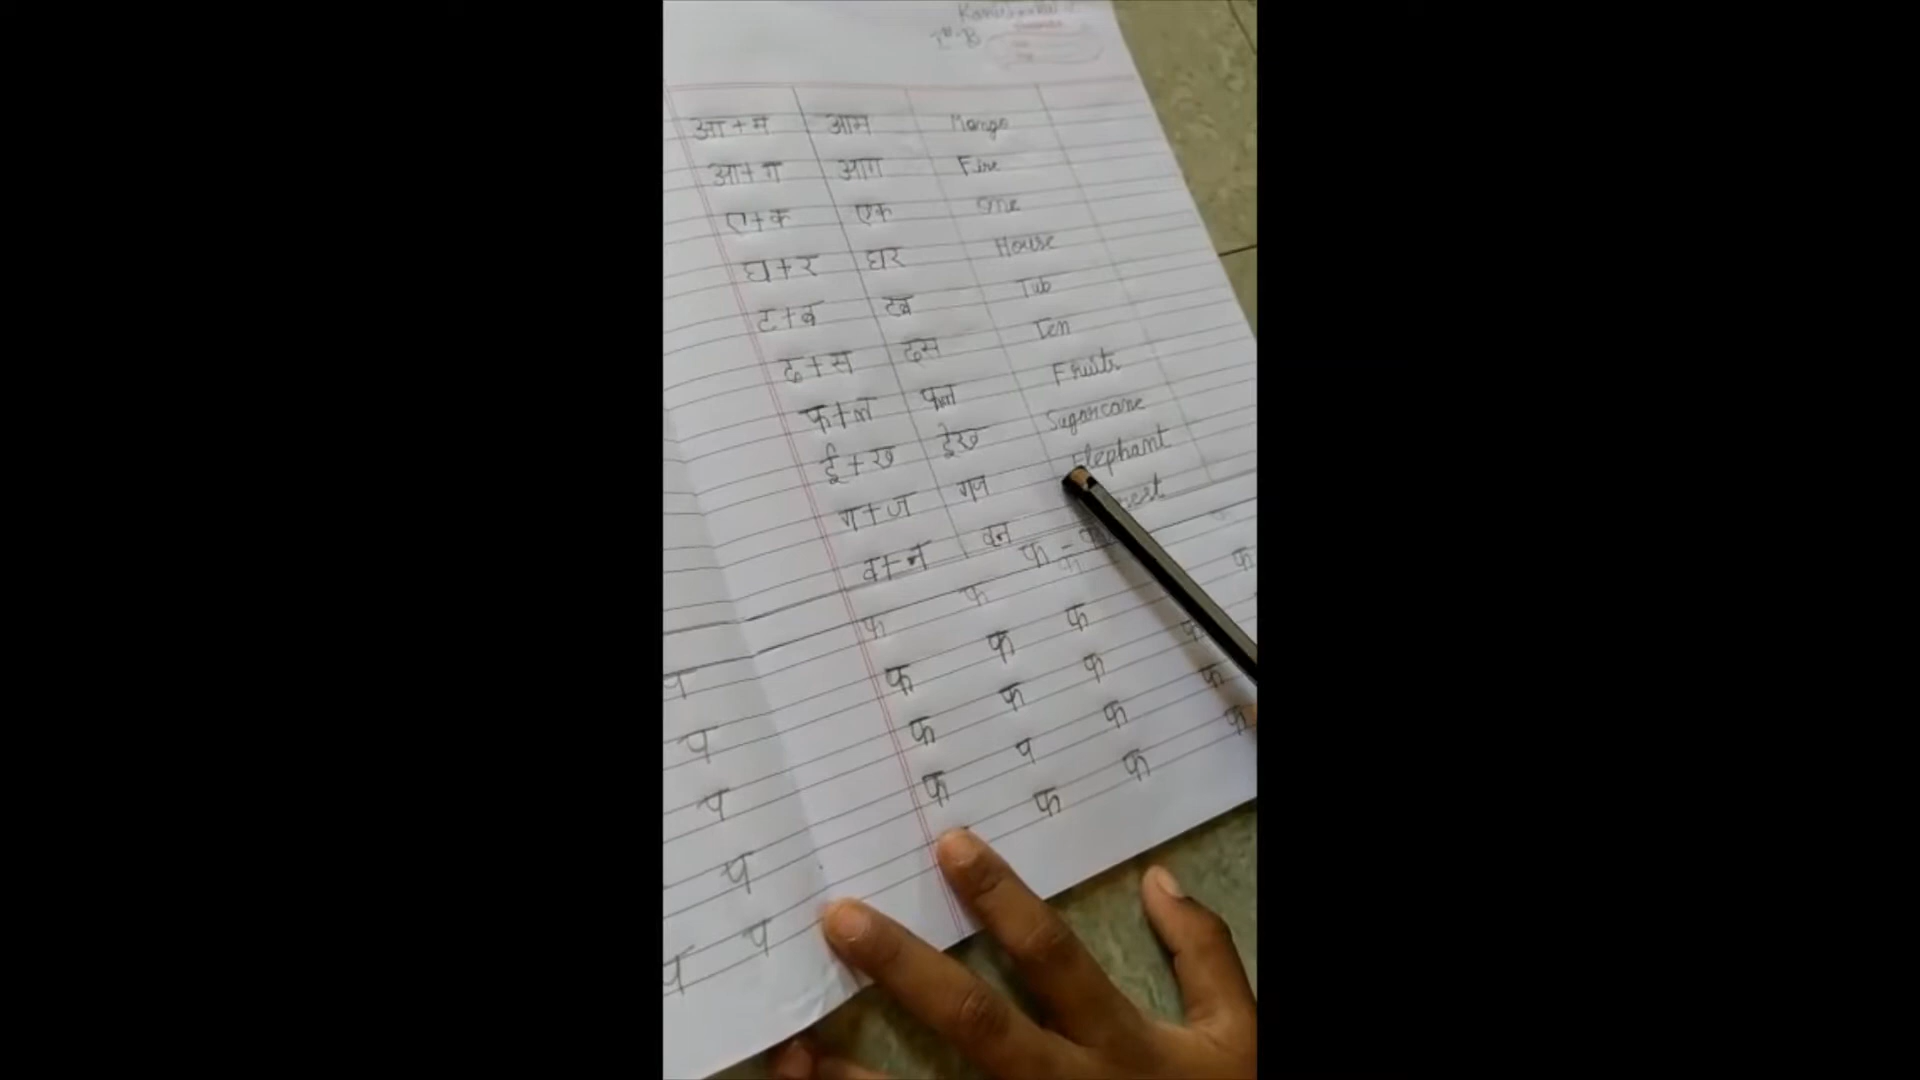 I B
आ + म आम Mango
आ + ग आग Fire
ए + क एक One
घ + र घर House
ट + ब टब Tub
द + स दस Ten
फ + ल फल Fruits
ई + ख ईख Sugarcane
ग + ज गज Elephant
व + न वन
फ -
फ फ
फ फ फ फ
फ फ फ फ
फ प फ फ
फ फ फ
प
प
प
प
प प